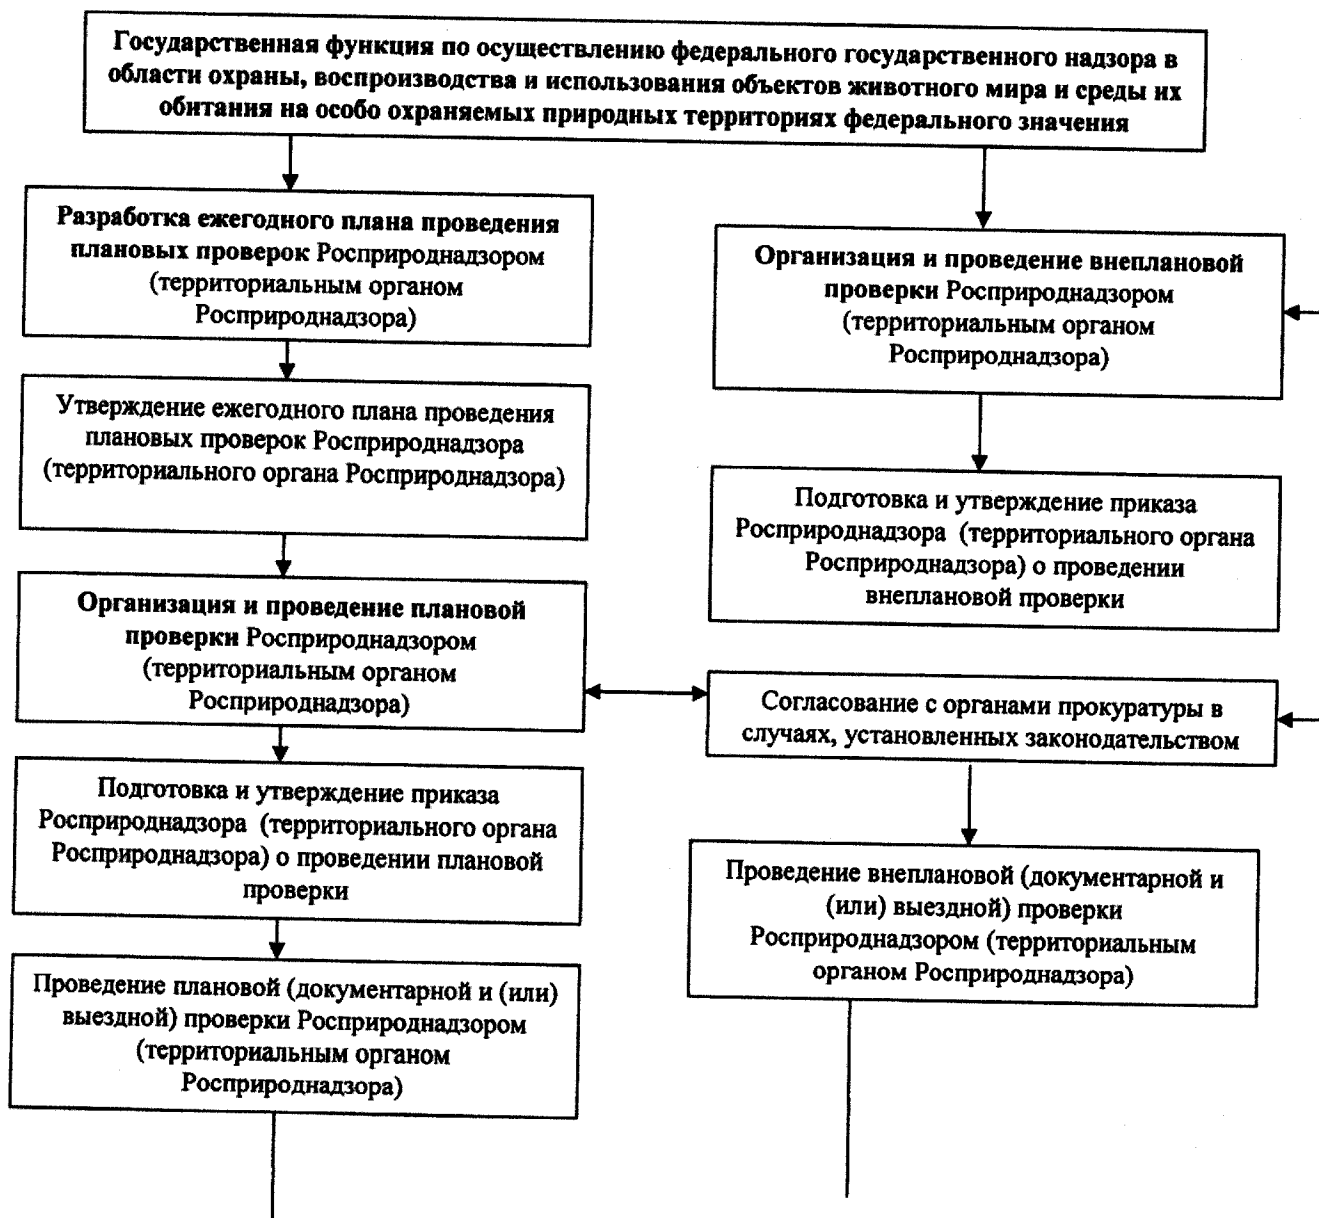 Государственная функция по осуществлению федерального государственного надзора в
области охраны, воспроизводства и использования объектов животного мира и среды их
обитания на особо охраняемых природных территориях федерального значения
Разработка ежегодного плана проведения
плановых проверок Росприроднадзором
(территориальным органом
Росприроднадзора)
Утверждение ежегодного плана проведения
плановых проверок Росприроднадзора
(территориального органа Росприроднадзора)
Организация и проведение плановой
проверки Росприроднадзором
(территориальным органом
Росприроднадзора)
Подготовка и утверждение приказа
Росприроднадзора (территориального органа
Росприроднадзора) о проведении плановой
проверки
Проведение плановой (документарной и (или)
выездной) проверки Росприроднадзором
(территориальным органом
Росприроднадзора)
Организация и проведение внеплановой
проверки Росприроднадзором
(территориальным органом
Росприроднадзора)
Подготовка и утверждение приказа
Росприроднадзора (территориального органа
Росприроднадзора) о проведении
внеплановой проверки
Согласование с органами прокуратуры в
случаях, установленных законодательством
Проведение внеплановой (документарной и
(или) выездной) проверки
Росприроднадзором (территориальным
органом Росприроднадзора)